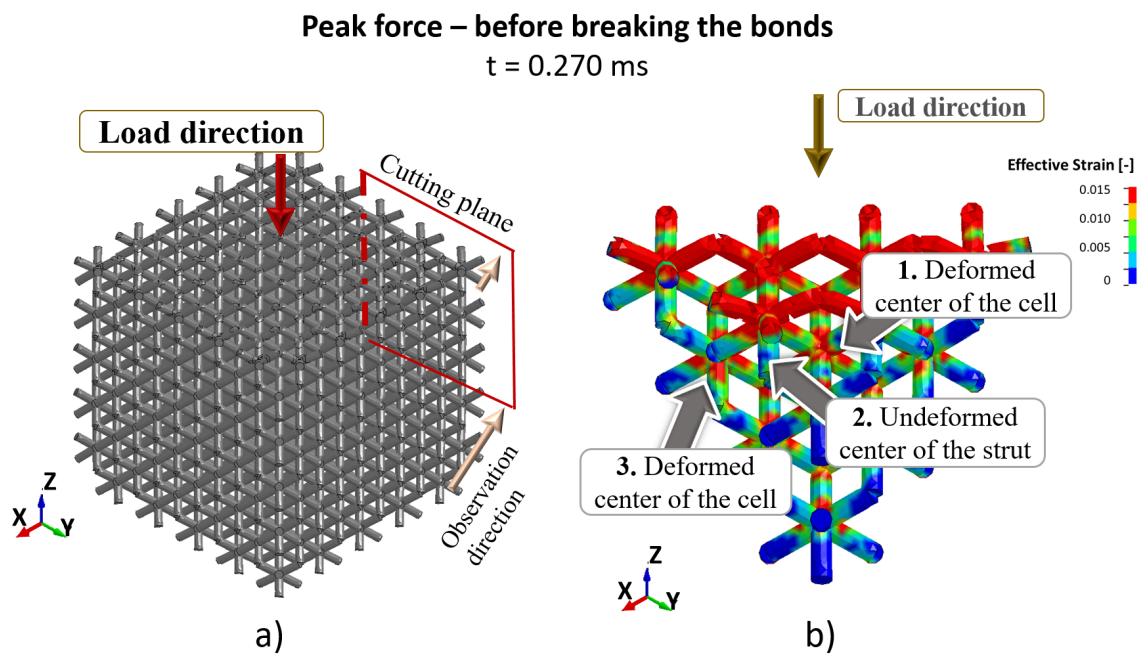 Peak force – before breaking the bonds
t = 0.270 ms
Load direction
Cutting plane
Observation
direction
Z
X
Y
a)
Load direction
Effective Strain [-]
0.015
0.010
0.005
0
1. Deformed
center of the cell
2. Undeformed
center of the strut
3. Deformed
center of the cell
Z
X
Y
b)